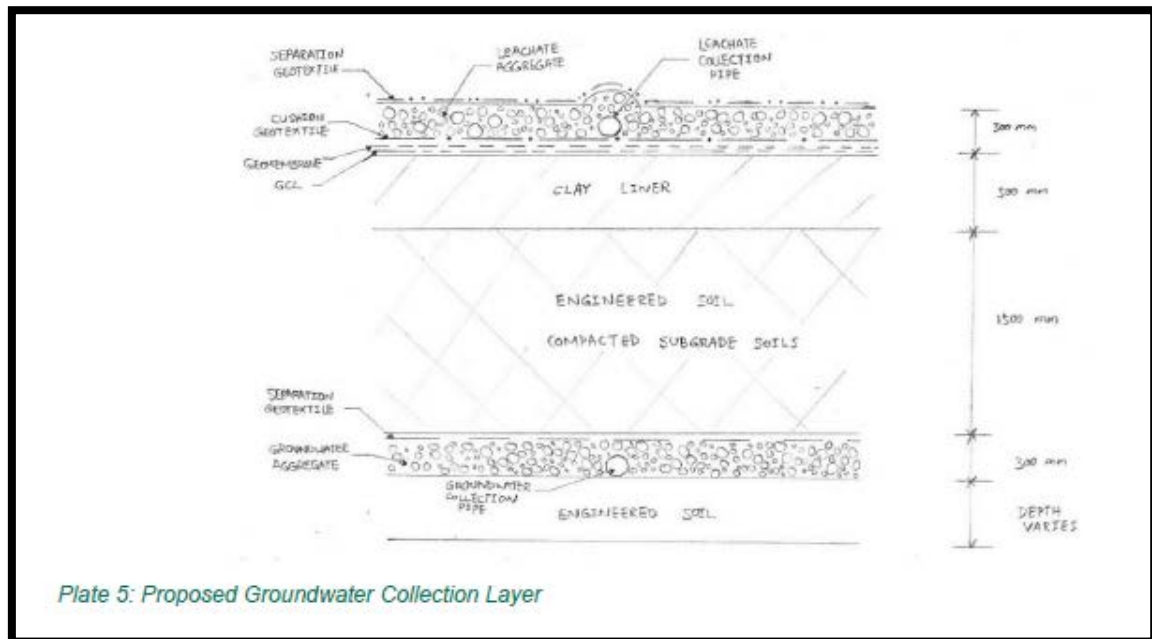 SEPARATION
GEOTEXTILE
LEACHATE
AGGREGATE
LEACHATE
COLLECTION
PIPE
CUSHION
GEOTEXTILE
GEOMEMBRANE
GCL
300 mm
CLAY LINER
500 mm
ENGINEERED SOIL
COMPACTED SUBGRADE SOILS
1500 mm
SEPARATION
GEOTEXTILE
GROUNDWATER
AGGREGATE
GROUNDWATER
COLLECTION
PIPE
300 mm
ENGINEERED SOIL
DEPTH
VARIES
Plate 5: Proposed Groundwater Collection Layer